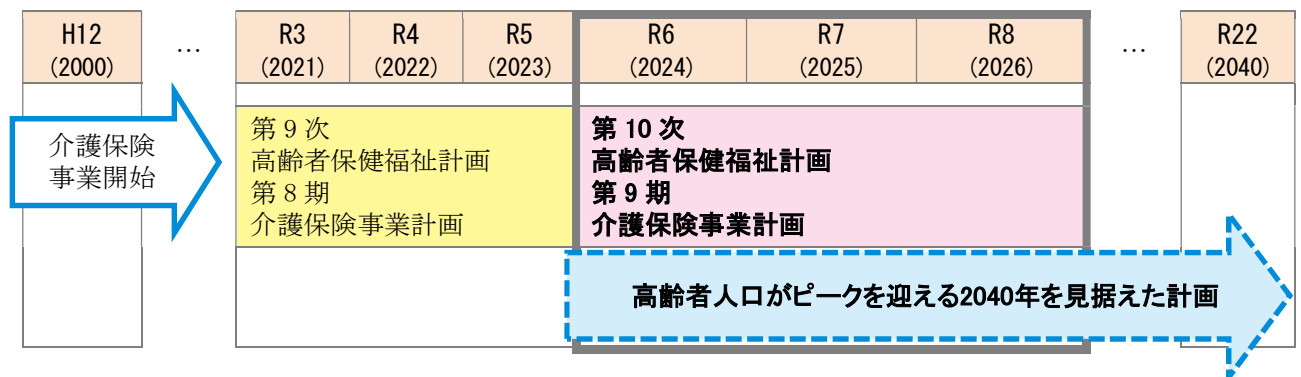 H12
(2000)
…
R3
(2021)
R4
(2022)
R5
(2023)
R6
(2024)
R7
(2025)
R8
(2026)
…
R22
(2040)
介護保険
事業開始
第9次
高齢者保健福祉計画
第8期
介護保険事業計画
第10次
高齢者保健福祉計画
第9期
介護保険事業計画
高齢者人口がピークを迎える2040年を見据えた計画